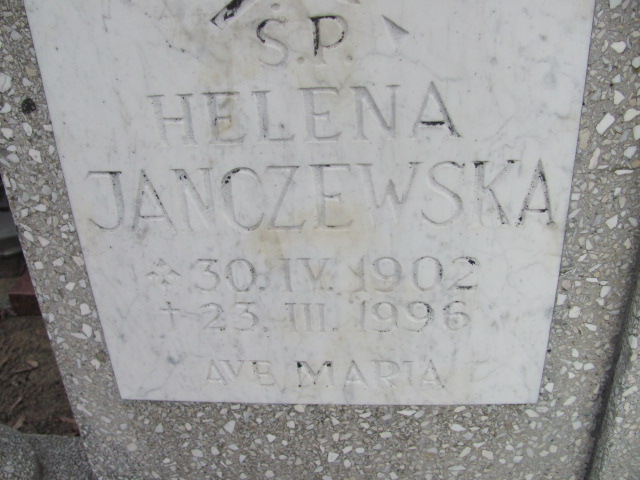 Ś.P.
HELENA
JANCZEWSKA
* 30. IV. 1902
+ 23. III. 1996
AVE MARIA